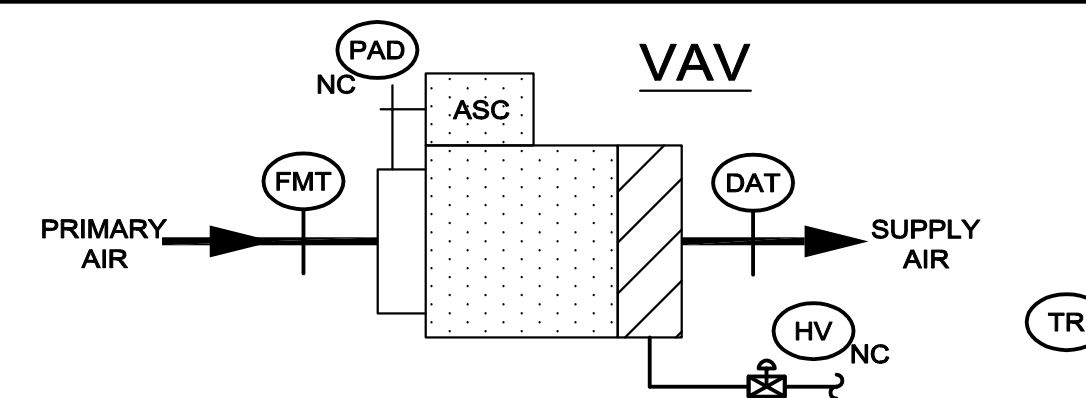 PAD
NC
VAV
ASC
FMT
DAT
PRIMARY
AIR
SUPPLY
AIR
TR
HV
NC